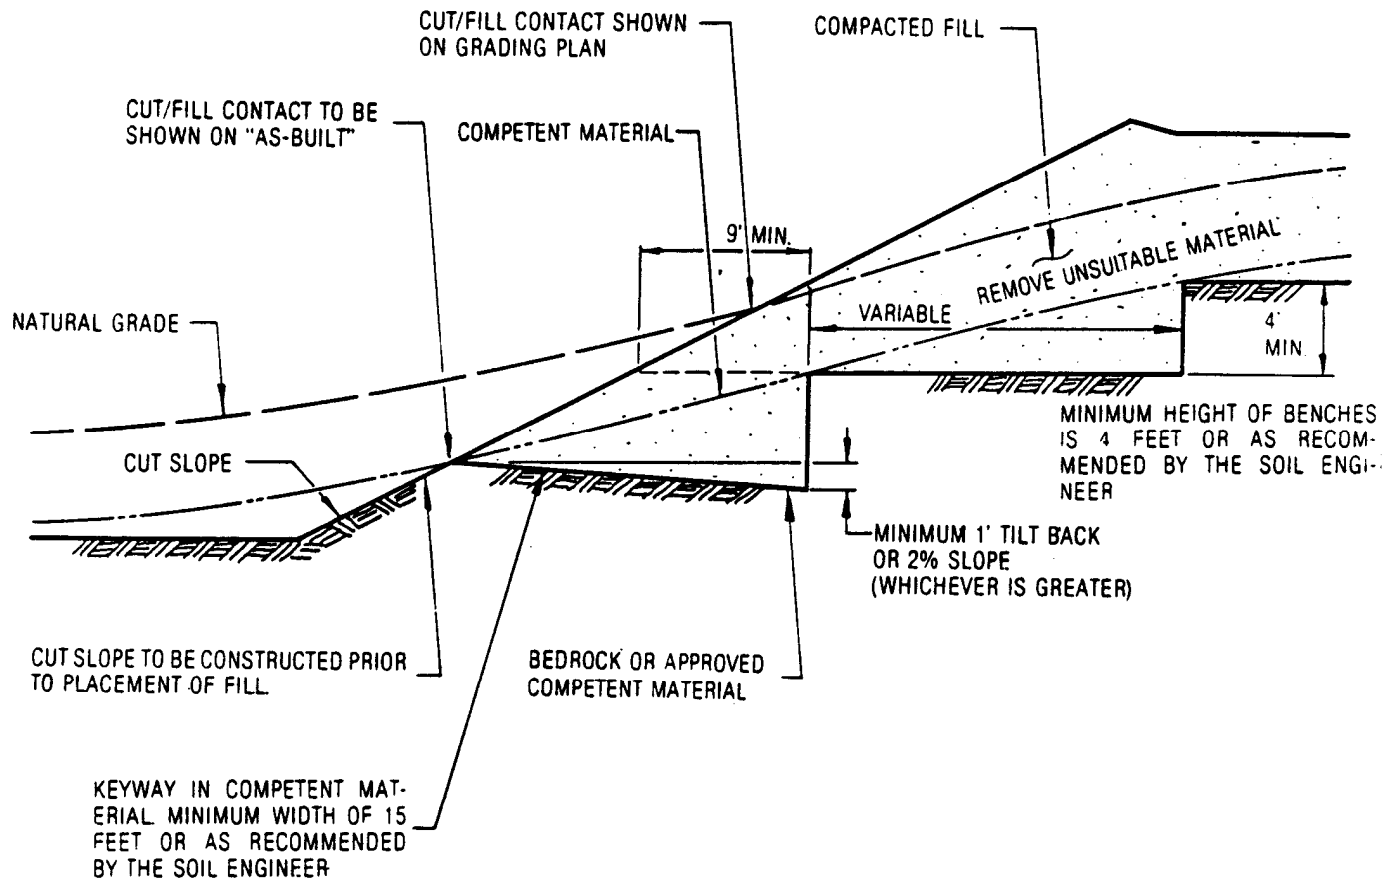 CUT/FILL CONTACT SHOWN
ON GRADING PLAN
COMPACTED FILL
CUT/FILL CONTACT TO BE
SHOWN ON "AS-BUILT"
COMPETENT MATERIAL
9' MIN.
REMOVE UNSUITABLE MATERIAL
NATURAL GRADE
VARIABLE
4'
MIN
MINIMUM HEIGHT OF BENCHES
IS 4 FEET OR AS RECOM-
MENDED BY THE SOIL ENGI-
NEER
CUT SLOPE
MINIMUM 1' TILT BACK
OR 2% SLOPE
(WHICHEVER IS GREATER)
CUT SLOPE TO BE CONSTRUCTED PRIOR
TO PLACEMENT OF FILL
BEDROCK OR APPROVED
COMPETENT MATERIAL
KEYWAY IN COMPETENT MAT-
ERIAL MINIMUM WIDTH OF 15
FEET OR AS RECOMMENDED
BY THE SOIL ENGINEER